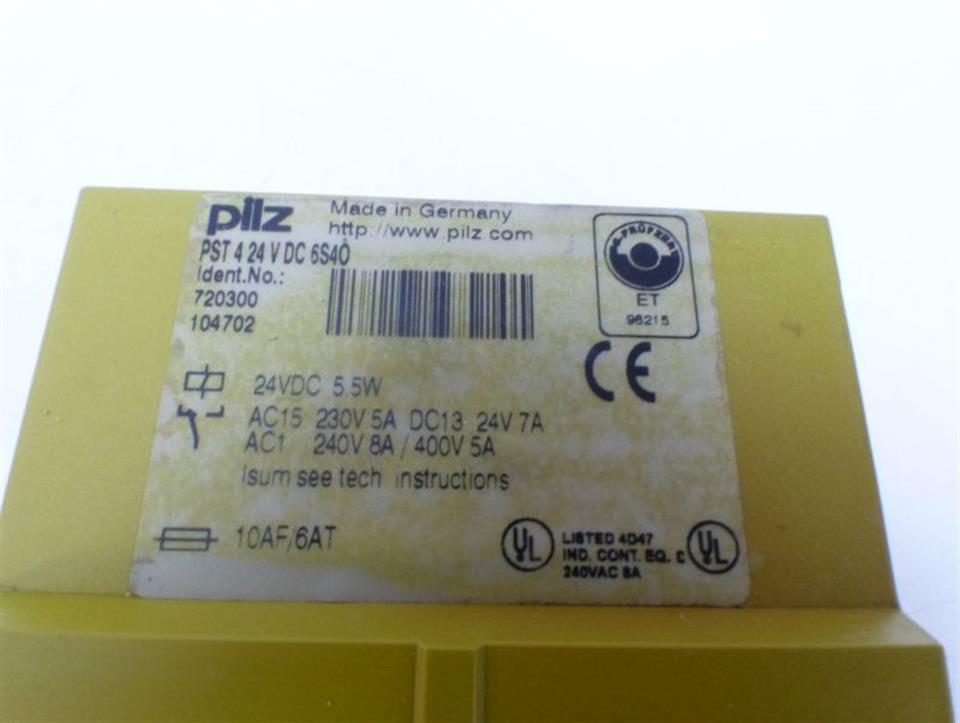 pilz Made in Germany
http://www.pilz.com
PST 4 24 V DC 6S4Ö
Ident.No.:
720300
104702
ET
96215
CE
24VDC 5.5W
AC15 230V 5A DC13 24V 7A
AC1 240V 8A / 400V 5A
Isum see tech instructions
10AF/6AT
UL LISTED 4D47 UL
IND. CONT. EQ.
240VAC 8A